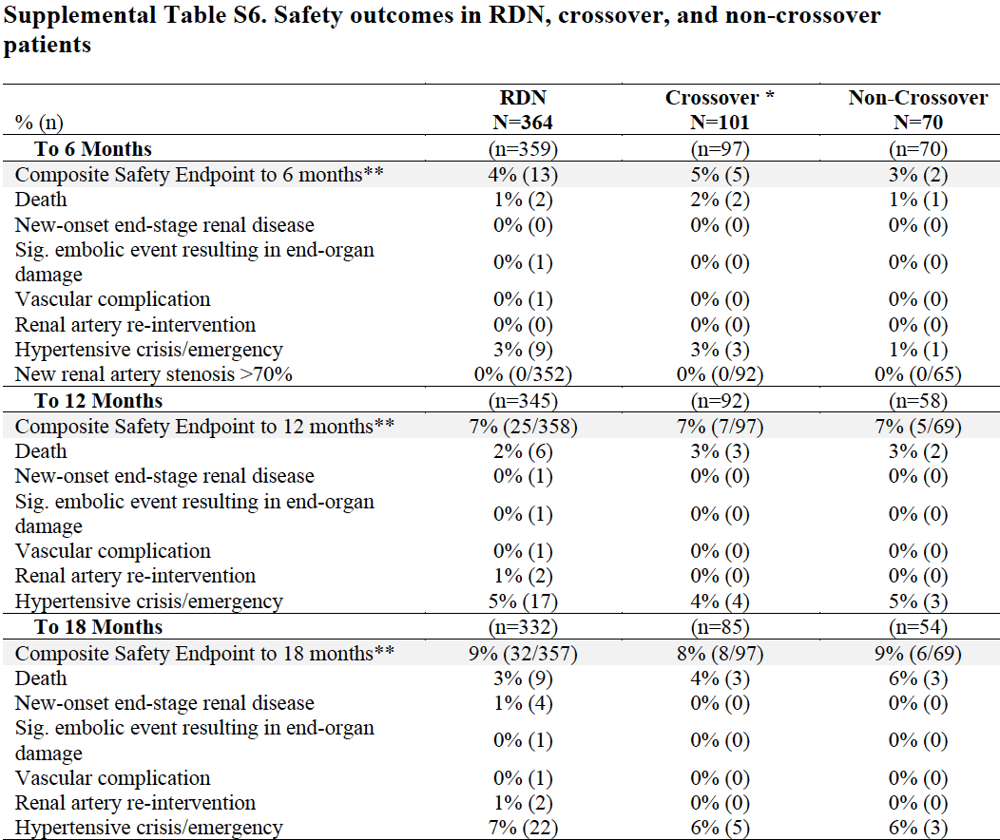 Supplemental Table S6. Safety outcomes in RDN, crossover, and non-crossover
patients
RDN Crossover * Non-Crossover
% (n) N=364 N=101 N=70
To 6 Months (n=359) (n=97) (n=70)
Composite Safety Endpoint to 6 months** 4% (13) 5% (5) 3% (2)
Death 1% (2) 2% (2) 1% (1)
New-onset end-stage renal disease 0% (0) 0% (0) 0% (0)
Sig. embolic event resulting in end-organ
damage 0% (1) 0% (0) 0% (0)
Vascular complication 0% (1) 0% (0) 0% (0)
Renal artery re-intervention 0% (0) 0% (0) 0% (0)
Hypertensive crisis/emergency 3% (9) 3% (3) 1% (1)
New renal artery stenosis >70% 0% (0/352) 0% (0/92) 0% (0/65)
To 12 Months (n=345) (n=92) (n=58)
Composite Safety Endpoint to 12 months** 7% (25/358) 7% (7/97) 7% (5/69)
Death 2% (6) 3% (3) 3% (2)
New-onset end-stage renal disease 0% (1) 0% (0) 0% (0)
Sig. embolic event resulting in end-organ
damage 0% (1) 0% (0) 0% (0)
Vascular complication 0% (1) 0% (0) 0% (0)
Renal artery re-intervention 1% (2) 0% (0) 0% (0)
Hypertensive crisis/emergency 5% (17) 4% (4) 5% (3)
To 18 Months (n=332) (n=85) (n=54)
Composite Safety Endpoint to 18 months** 9% (32/357) 8% (8/97) 9% (6/69)
Death 3% (9) 4% (3) 6% (3)
New-onset end-stage renal disease 1% (4) 0% (0) 0% (0)
Sig. embolic event resulting in end-organ
damage 0% (1) 0% (0) 0% (0)
Vascular complication 0% (1) 0% (0) 0% (0)
Renal artery re-intervention 1% (2) 0% (0) 0% (0)
Hypertensive crisis/emergency 7% (22) 6% (5) 6% (3)